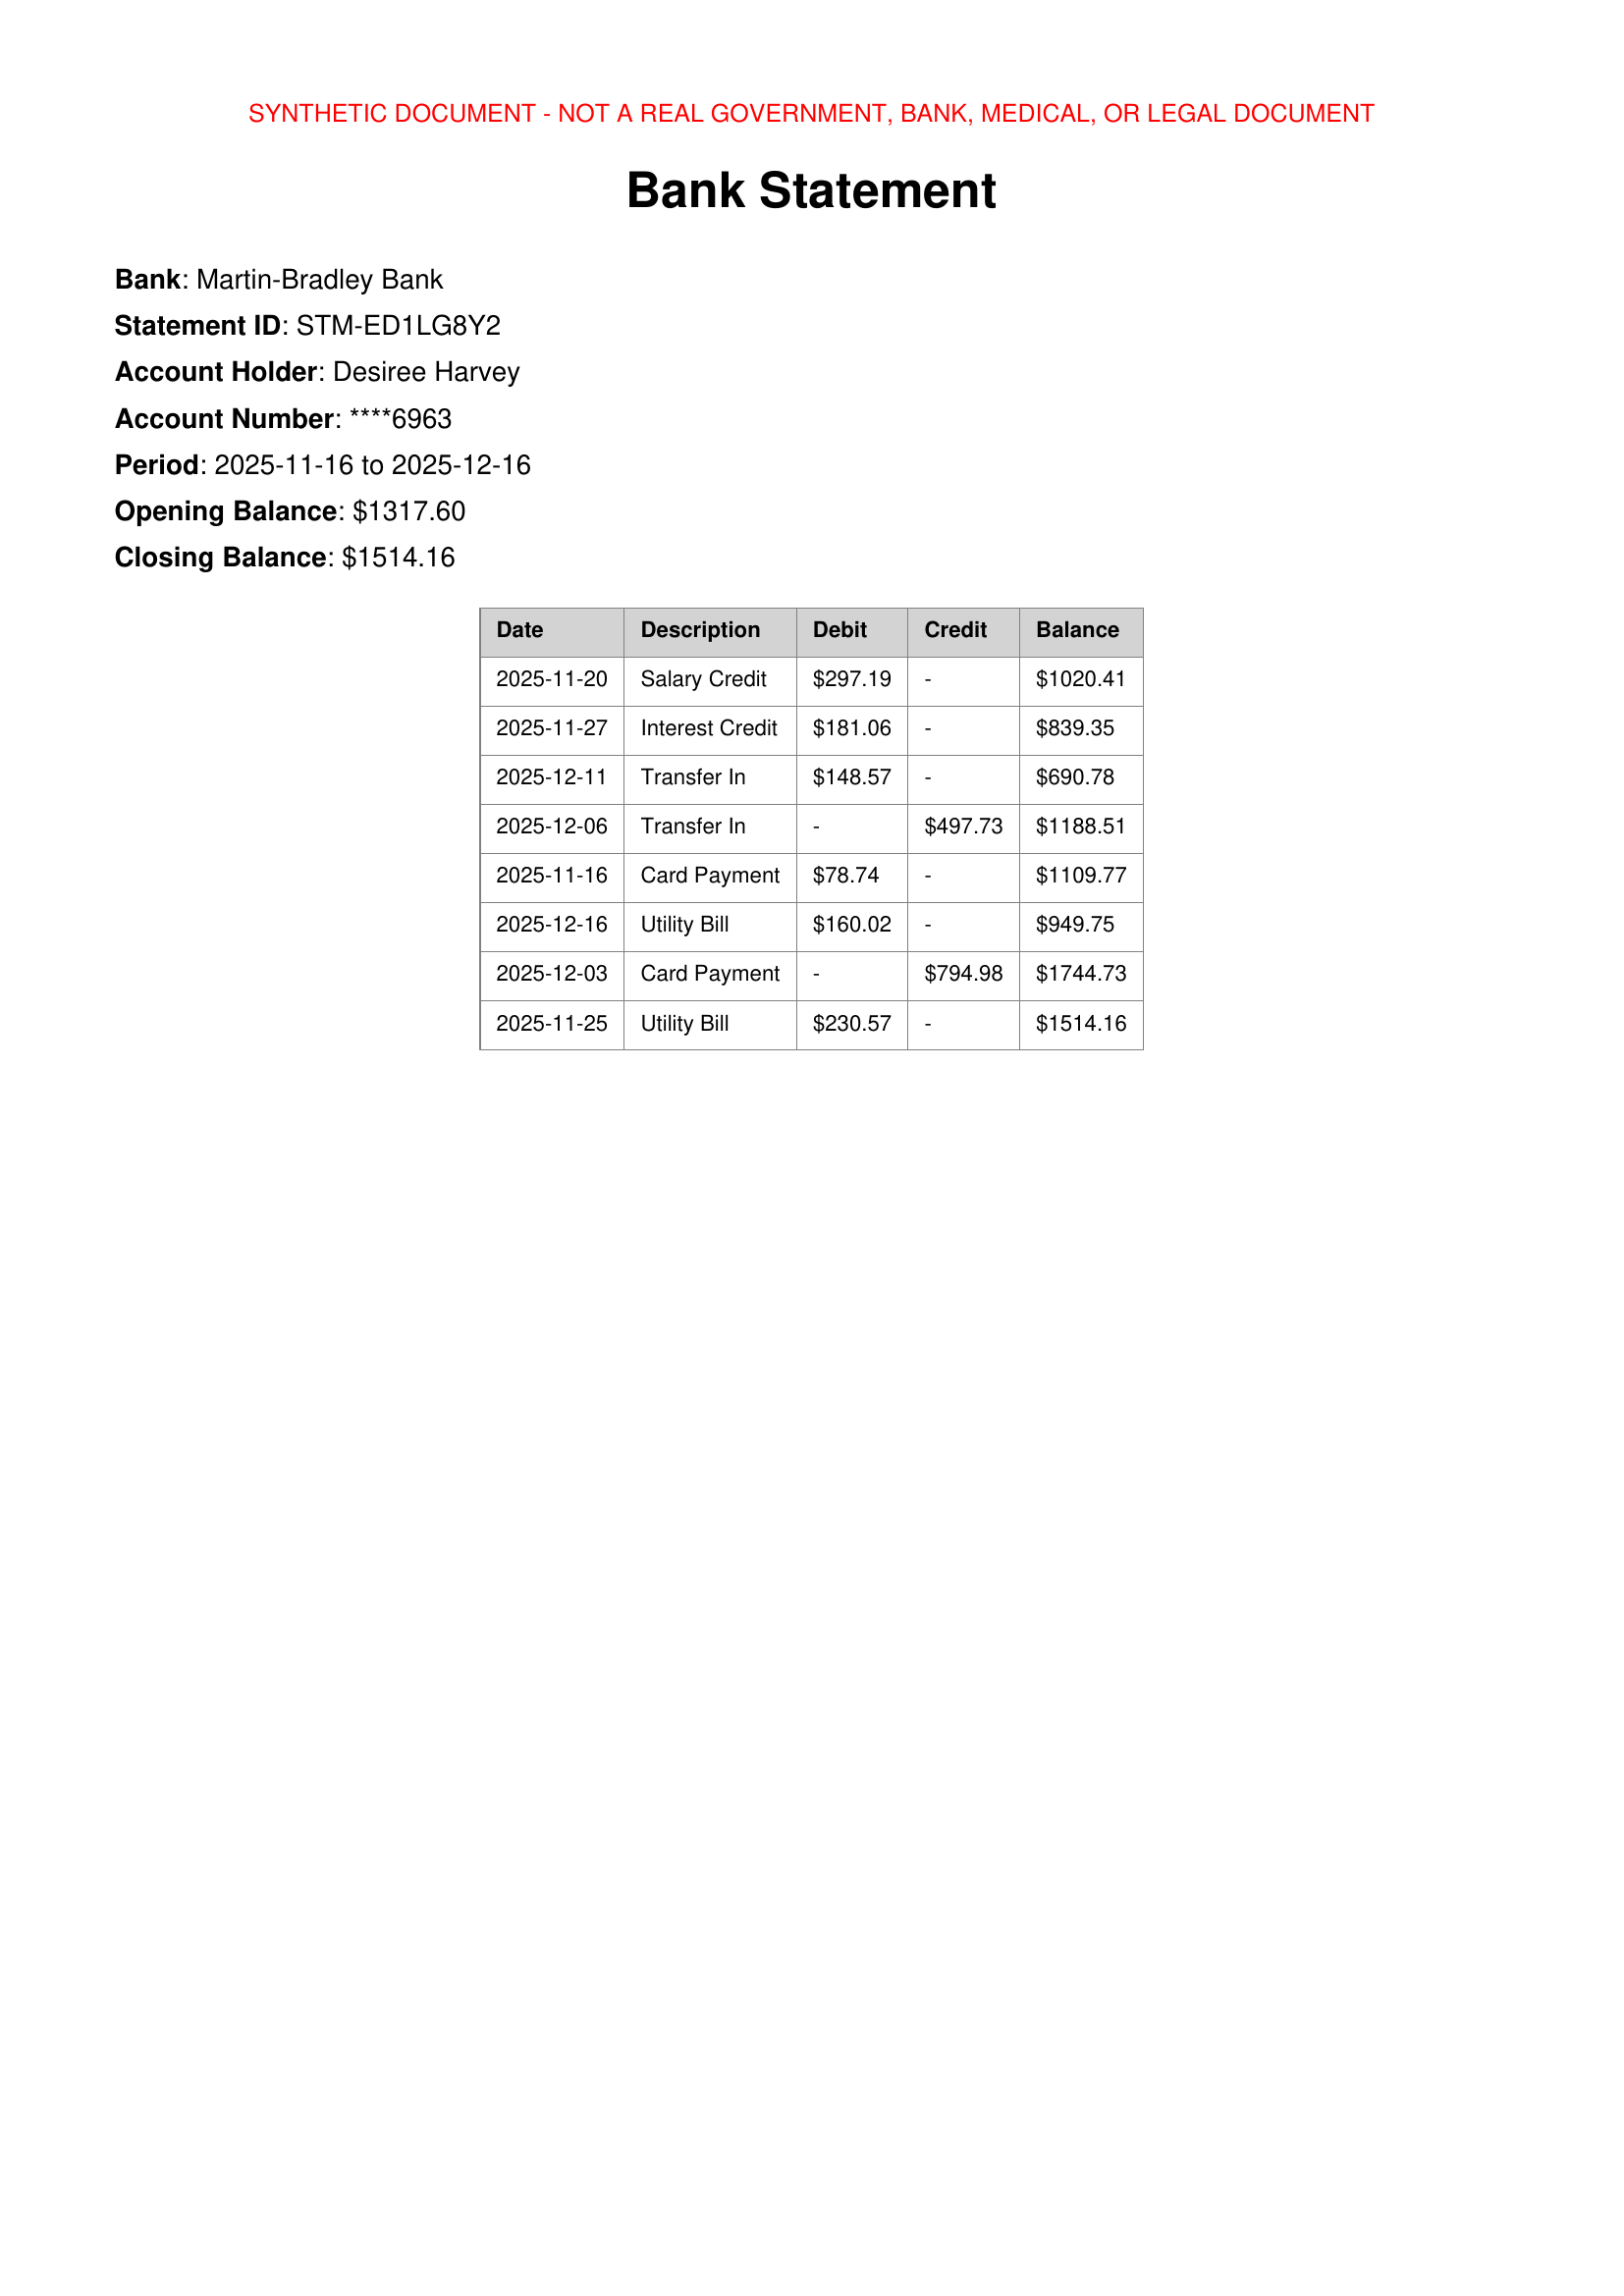 SYNTHETIC DOCUMENT - NOT A REAL GOVERNMENT, BANK, MEDICAL, OR LEGAL DOCUMENT
Bank Statement
Bank: Martin-Bradley Bank
Statement ID: STM-ED1LG8Y2
Account Holder: Desiree Harvey
Account Number: ****6963
Period: 2025-11-16 to 2025-12-16
Opening Balance: $1317.60
Closing Balance: $1514.16
Date Description Debit Credit Balance
2025-11-20 Salary Credit $297.19 - $1020.41
2025-11-27 Interest Credit $181.06 - $839.35
2025-12-11 Transfer In $148.57 - $690.78
2025-12-06 Transfer In - $497.73 $1188.51
2025-11-16 Card Payment $78.74 - $1109.77
2025-12-16 Utility Bill $160.02 - $949.75
2025-12-03 Card Payment - $794.98 $1744.73
2025-11-25 Utility Bill $230.57 - $1514.16